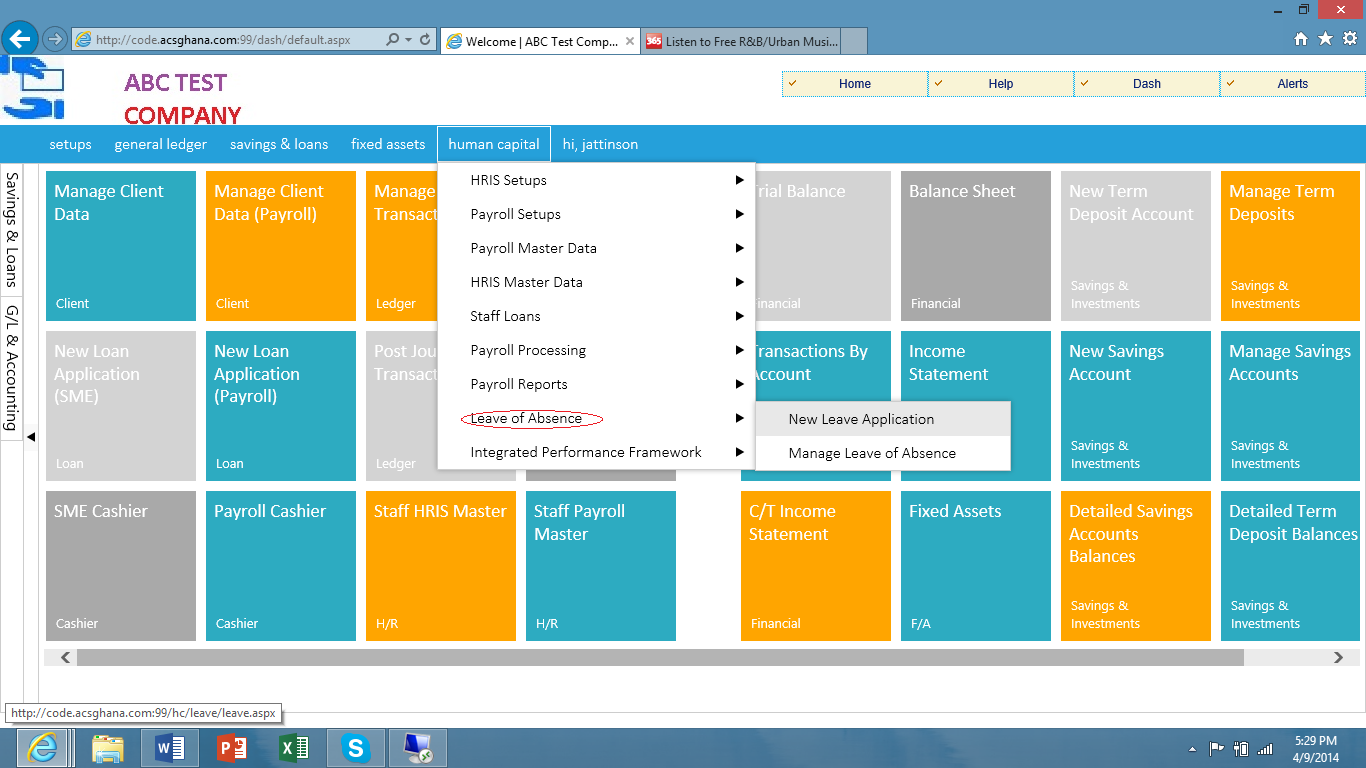 http://code.acsghana.com:99/dash/default.aspx
Welcome | ABC Test Comp...
365
Listen to Free R&B/Urban Musi...
ABC TEST
COMPANY
Home
Help
Dash
Alerts
setups
general ledger
savings & loans
fixed assets
human capital
hi, jattinson
Savings & Loans
G/L & Accounting
HRIS Setups
Payroll Setups
Payroll Master Data
HRIS Master Data
Staff Loans
Payroll Processing
Payroll Reports
Leave of Absence
Integrated Performance Framework
New Leave Application
Manage Leave of Absence
Manage Client
Data
Client
Manage Client
Data (Payroll)
Client
Manage
Transact
Ledger
rial Balance
inancial
Balance Sheet
Financial
New Term
Deposit Account
Savings &
Investments
Manage Term
Deposits
Savings &
Investments
New Loan
Application
(SME)
Loan
New Loan
Application
(Payroll)
Loan
Post Jou
Transact
Ledger
Transactions By
Account
Income
Statement
New Savings
Account
Savings &
Investments
Manage Savings
Accounts
Savings &
Investments
SME Cashier
Cashier
Payroll Cashier
Cashier
Staff HRIS Master
H/R
Staff Payroll
Master
H/R
C/T Income
Statement
Financial
Fixed Assets
F/A
Detailed Savings
Accounts
Balances
Savings &
Investments
Detailed Term
Deposit Balances
Savings &
Investments
http://code.acsghana.com:99/hc/leave/leave.aspx
5:29 PM
4/9/2014